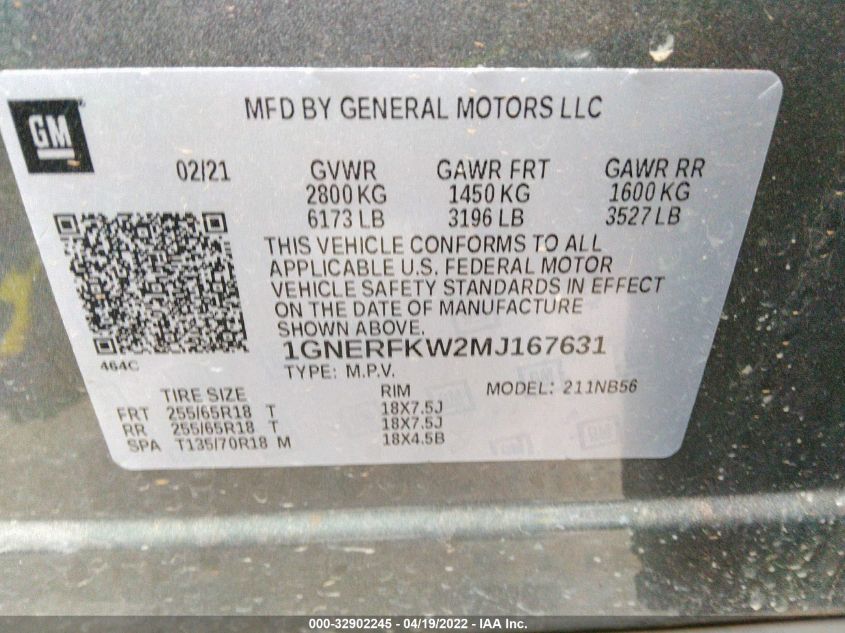 GM
MFD BY GENERAL MOTORS LLC
02/21 GVWR GAWR FRT GAWR RR
2800 KG 1450 KG 1600 KG
6173 LB 3196 LB 3527 LB
THIS VEHICLE CONFORMS TO ALL
APPLICABLE U.S. FEDERAL MOTOR
VEHICLE SAFETY STANDARDS IN EFFECT
ON THE DATE OF MANUFACTURE
SHOWN ABOVE.
464C
1GNERFKW2MJ167631
TYPE: M.P.V.
MODEL: 211NB56
TIRE SIZE RIM
FRT 255/65R18 T 18X7.5J
RR 255/65R18 T 18X7.5J
SPA T135/70R18 M 18X4.5B
000-32902245 - 04/19/2022 - IAA Inc.